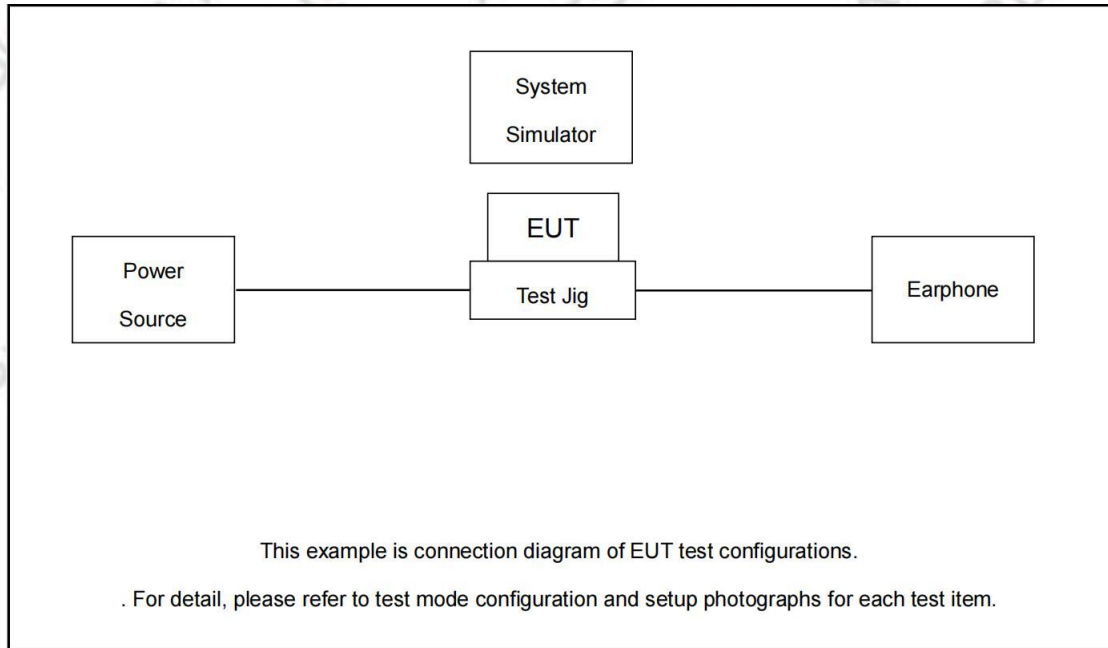 System
Simulator
EUT
Power
Source
Test Jig
Earphone
This example is connection diagram of EUT test configurations.
. For detail, please refer to test mode configuration and setup photographs for each test item.